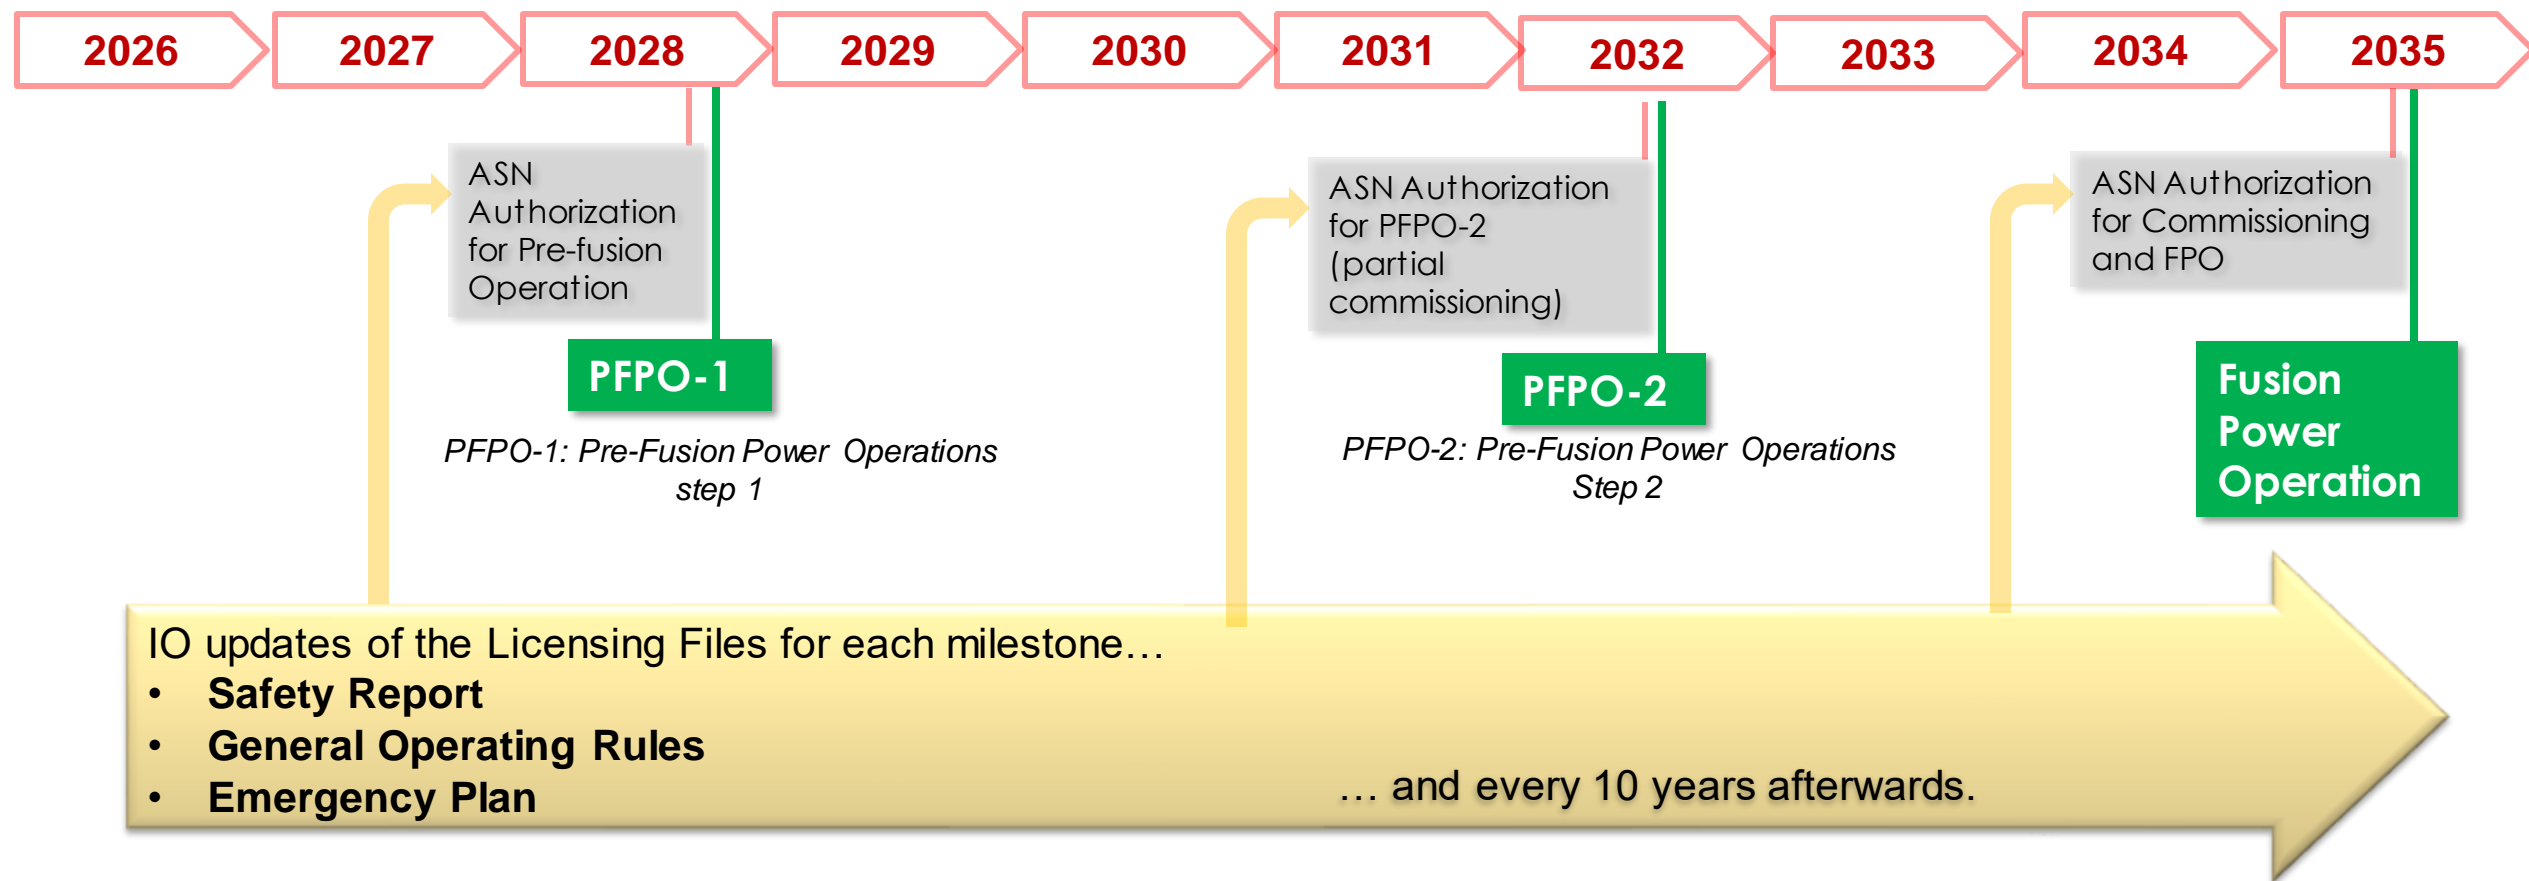 2026
2027
2028
2029
2030
2031
2032
2033
2034
2035
ASN
Authorization
for Pre-fusion
Operation
ASN Authorization
for PFPO-2
(partial
commissoning)
ASN Authorization
for Commissioning
and FPO
PFPO-1
PFPO-2
Fusion
Power
Operation
PFPO-1: Pre-Fusion Power Operations
step 1
PFPO-2: Pre-Fusion Power Operations
Step 2
IO updates of the Licensing Files for each milestone…
• Safety Report
• General Operating Rules
• Emergency Plan
… and every 10 years afterwards.